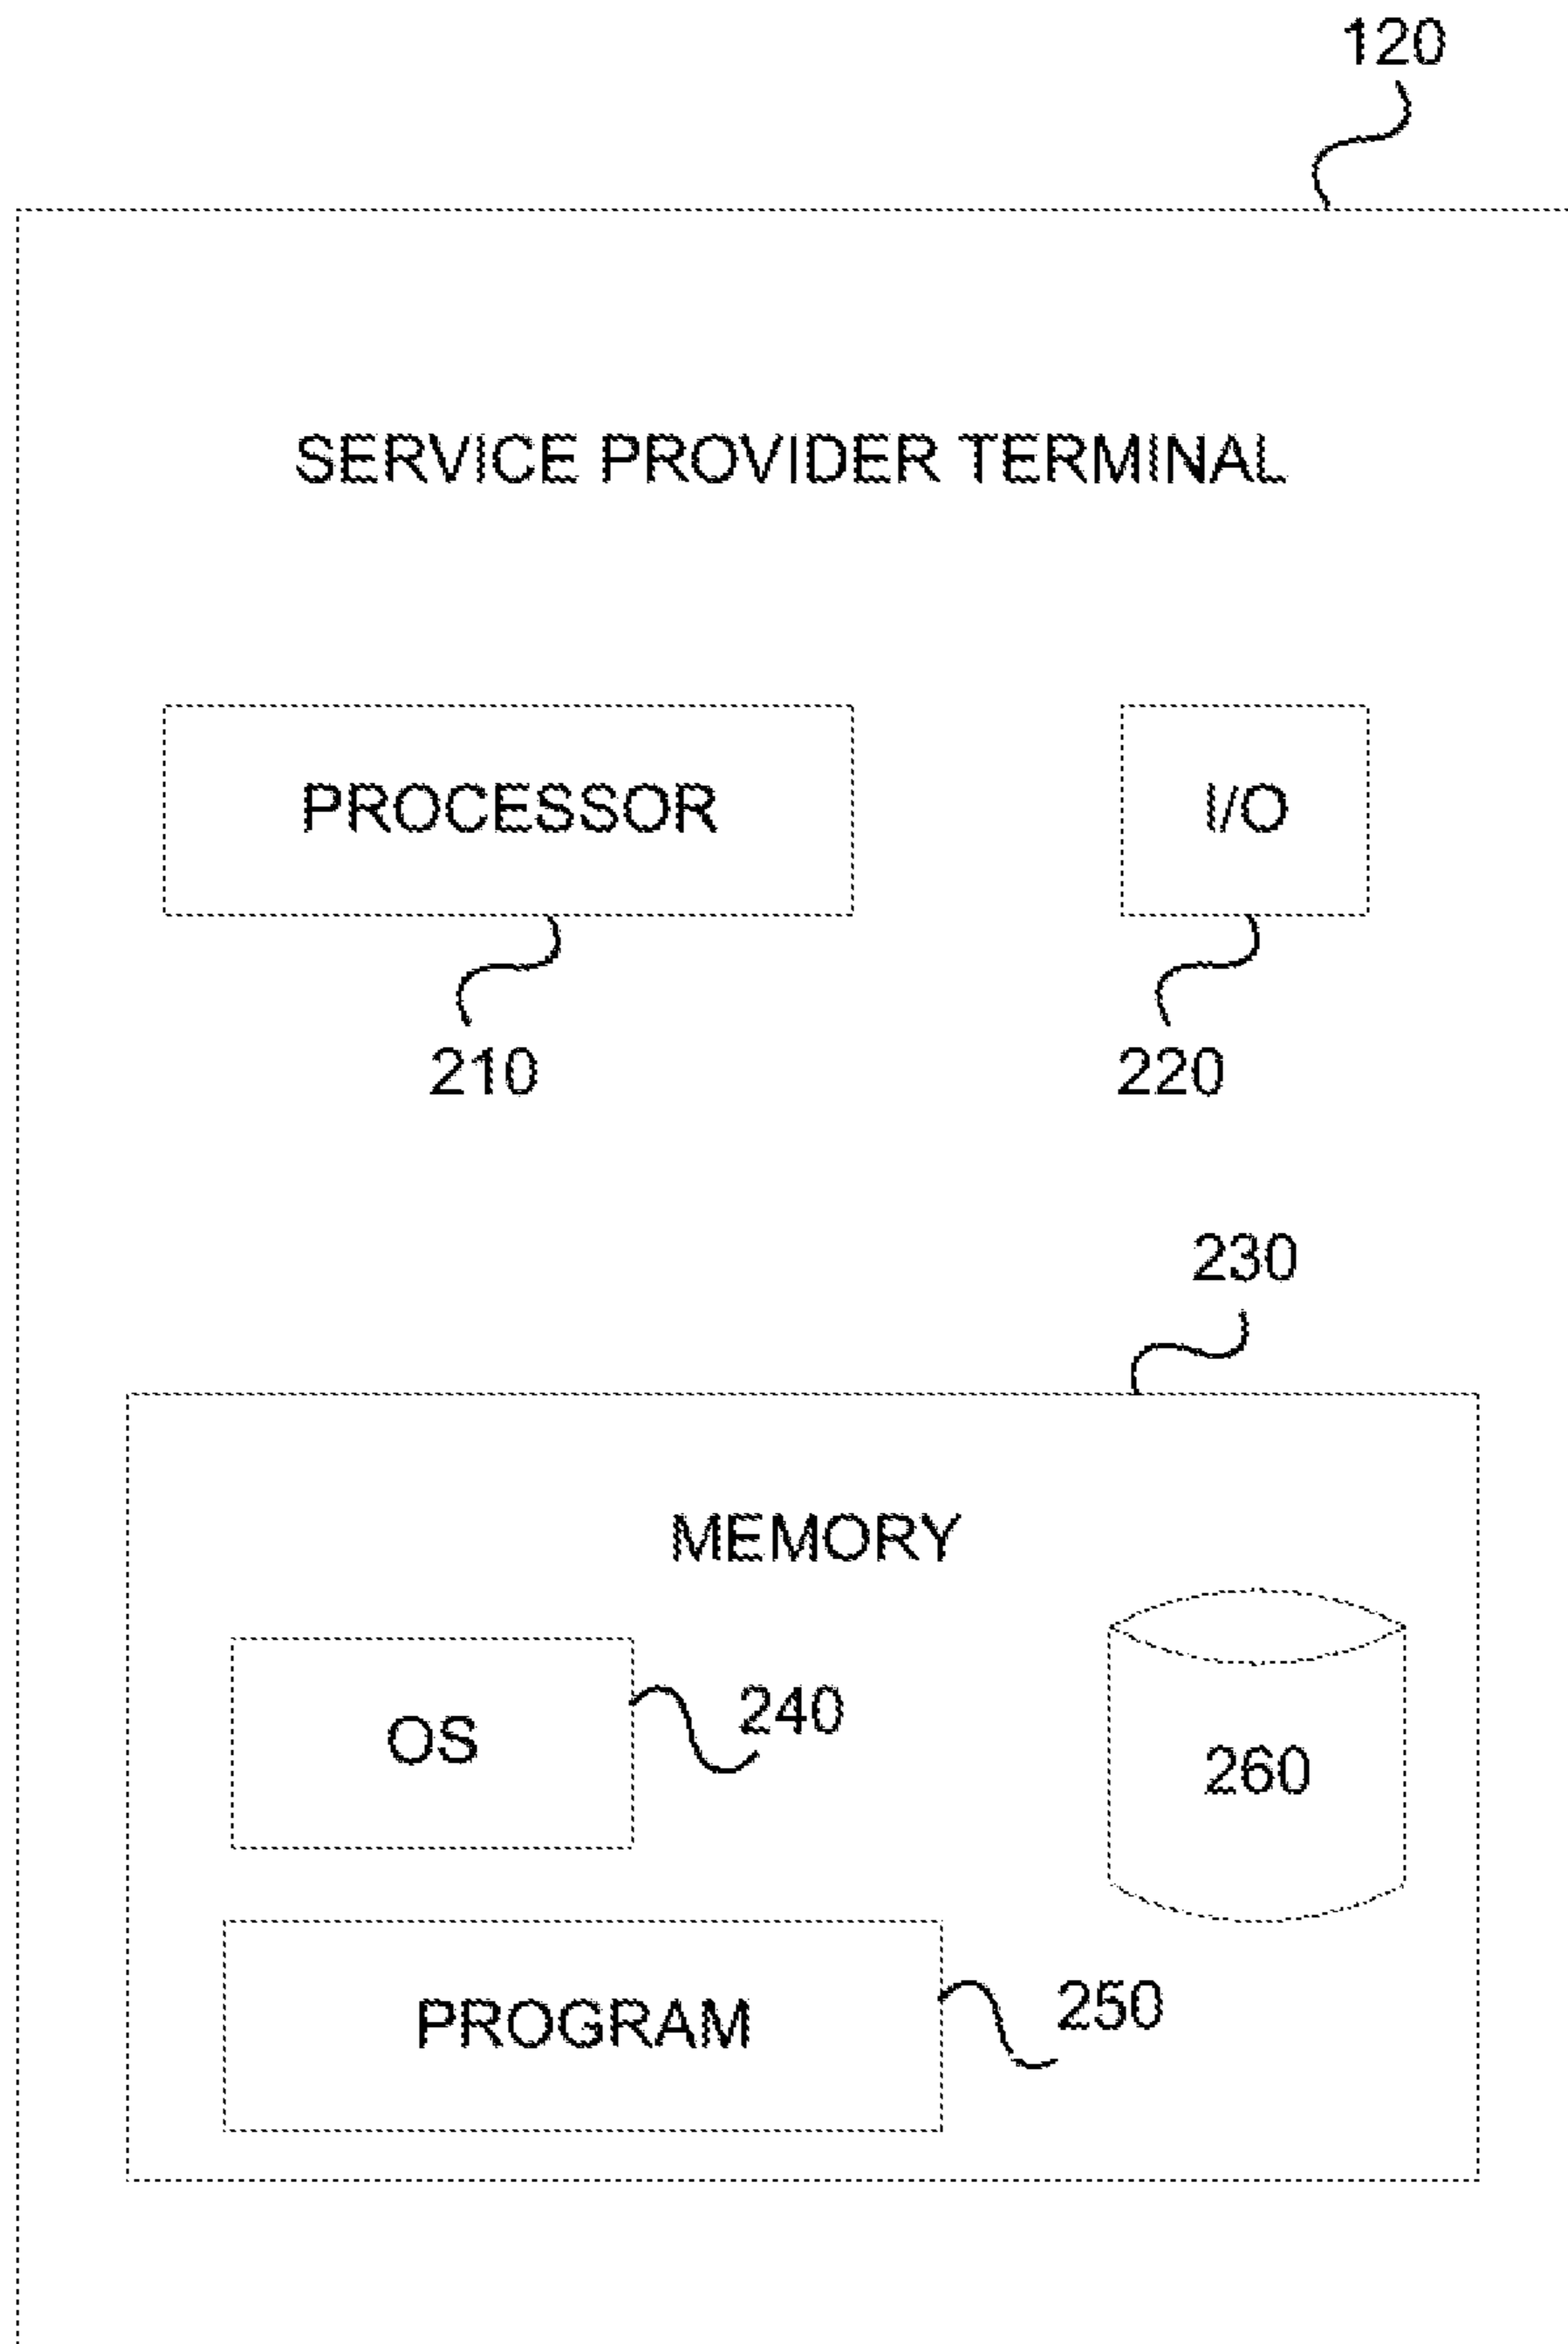 120
SERVICE PROVIDER TERMINAL
PROCESSOR
I/O
210
220
230
MEMORY
OS
240
260
PROGRAM
250